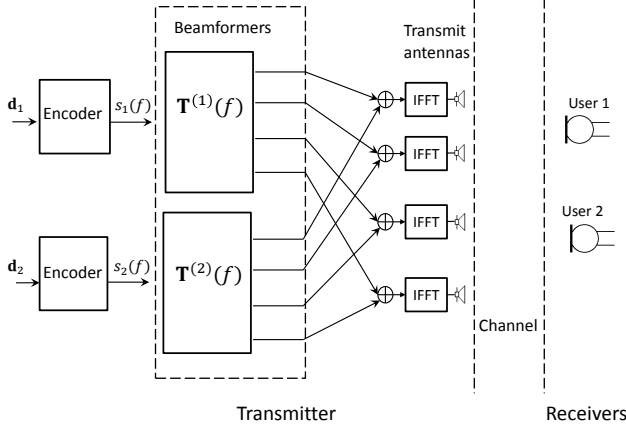 Beamformers
Transmit
antennas
𝐝₁
Encoder
s₁(f)
𝐓⁽¹⁾(f)
IFFT
IFFT
IFFT
IFFT
User 1
User 2
𝐝₂
Encoder
s₂(f)
𝐓⁽²⁾(f)
Channel
Transmitter
Receivers